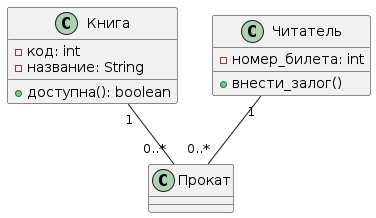 C Книга
код: int
название: String
доступна(): boolean
C Читатель
номер_билета: int
внести_залог()
1
0..*
1
0..*
C Прокат